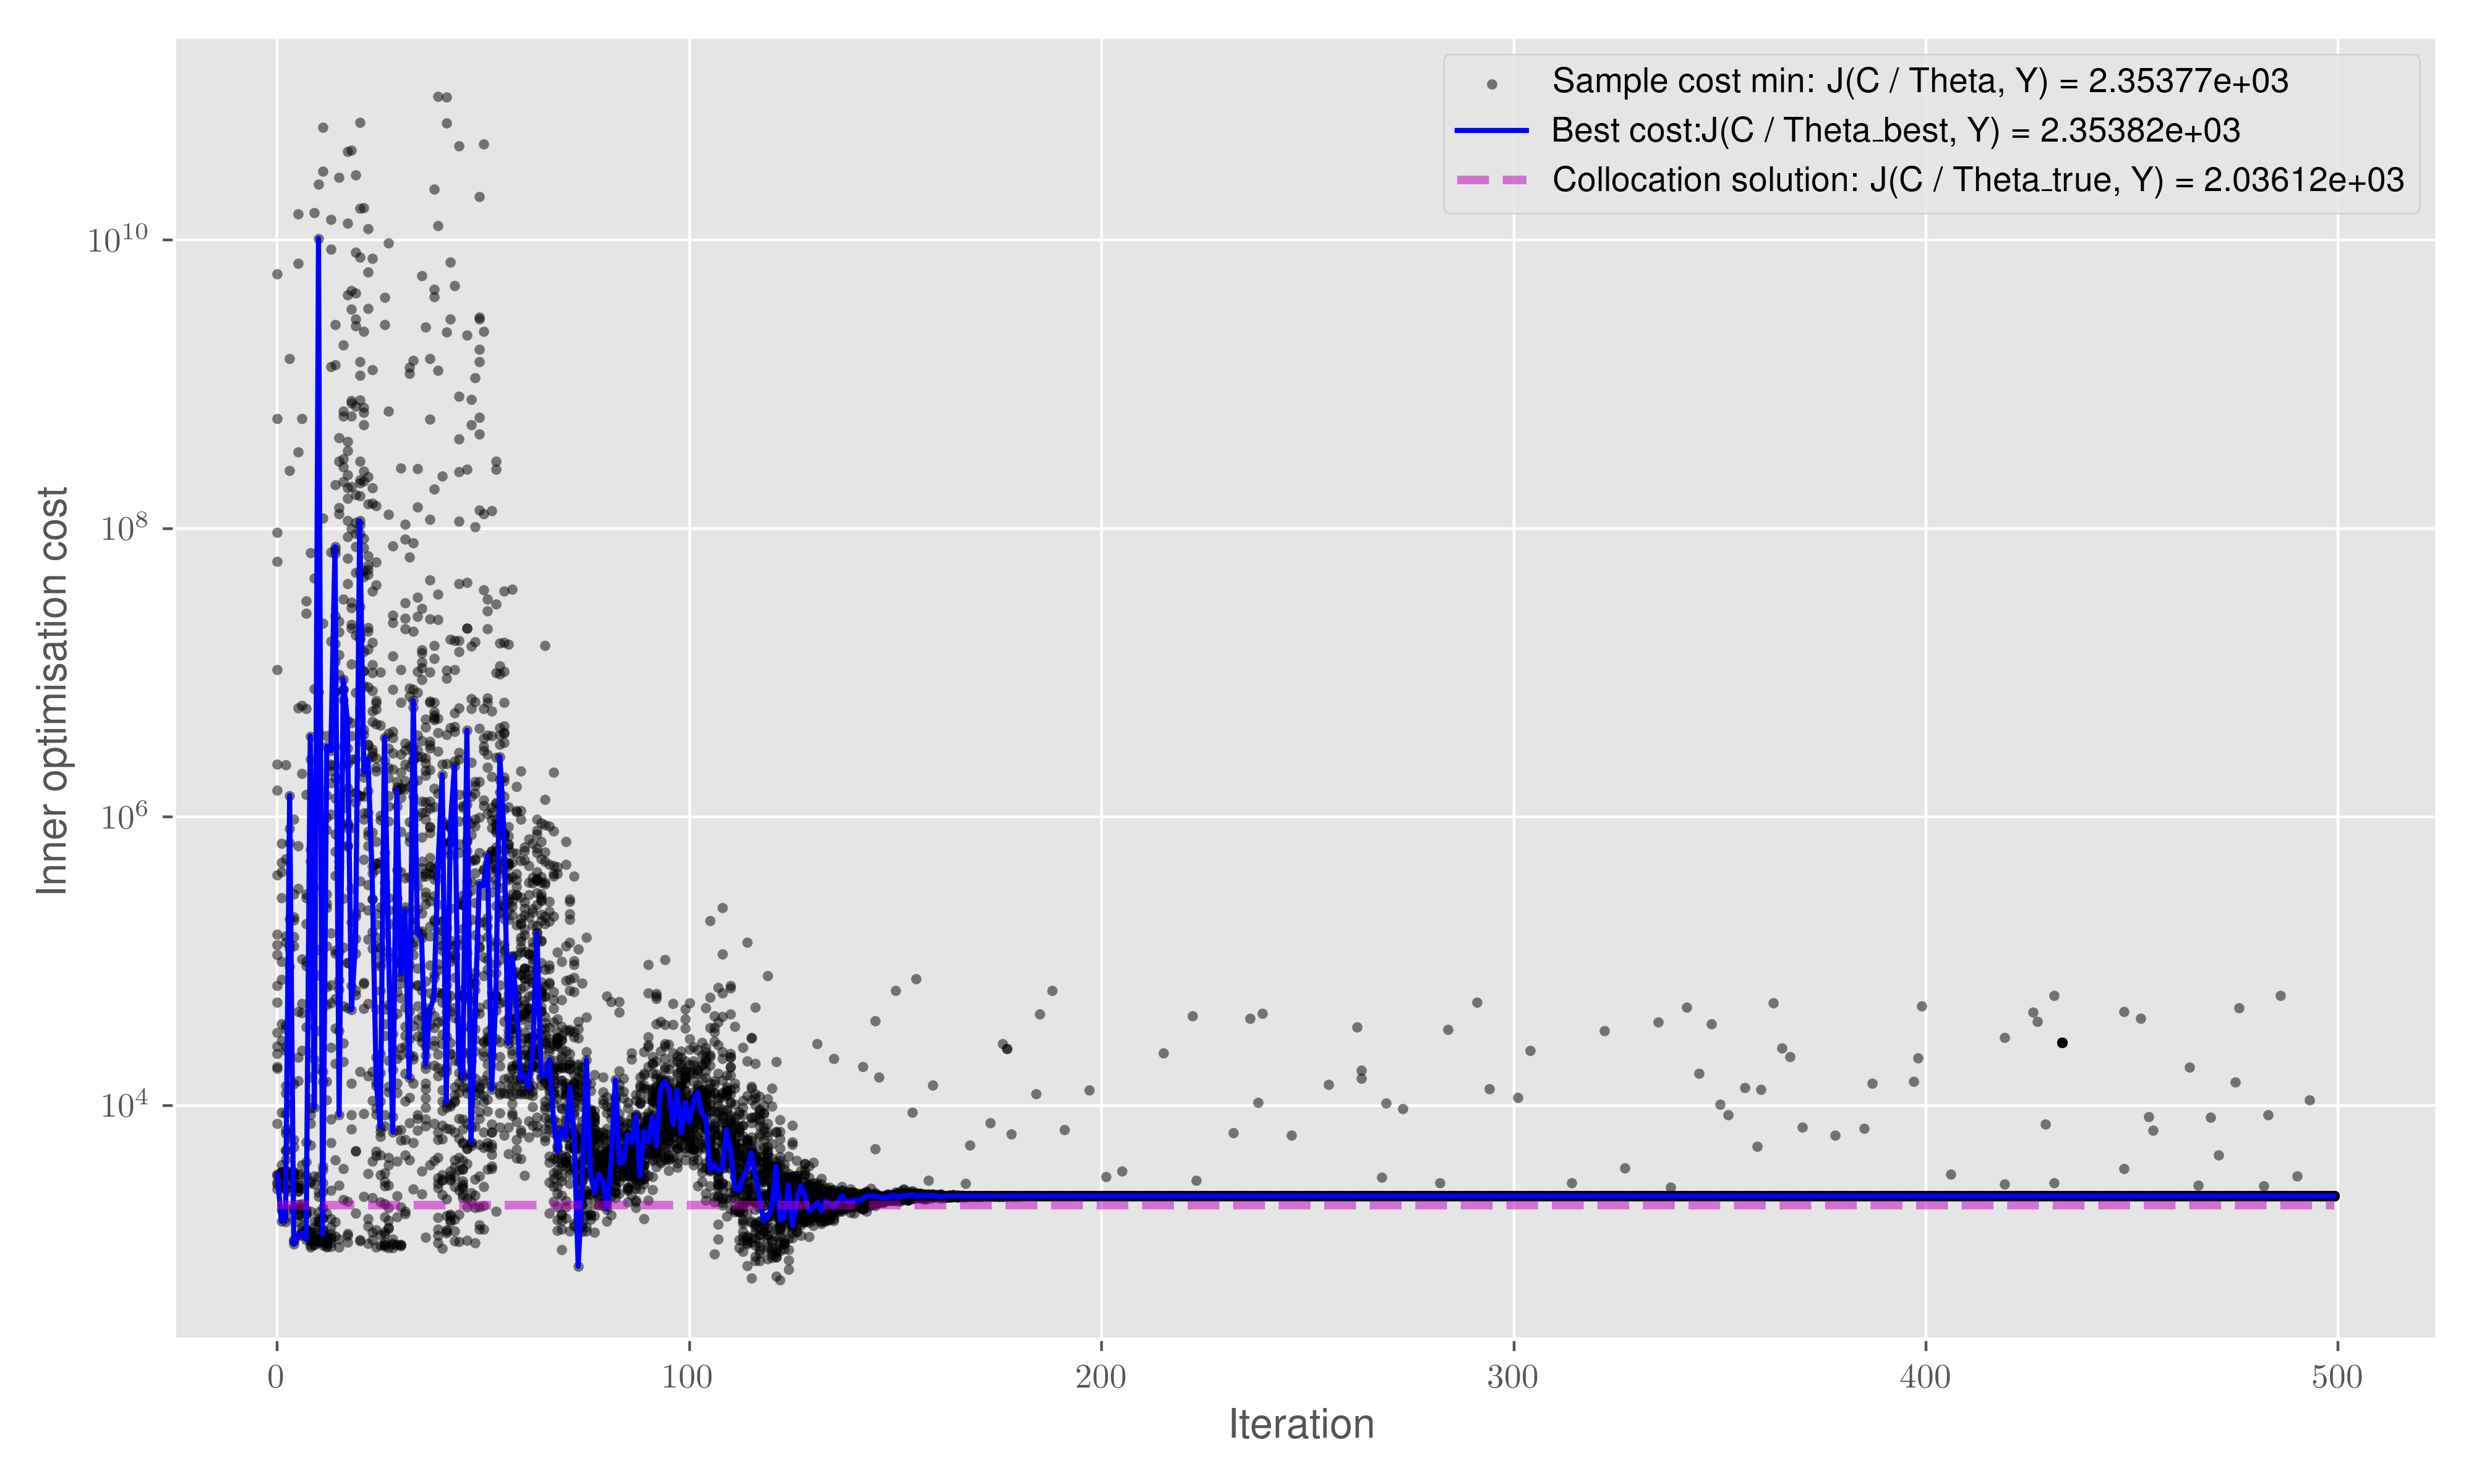 Sample cost min: J(C / Theta, Y) = 2.35377e+03
Best cost:J(C / Theta_best, Y) = 2.35382e+03
Collocation solution: J(C / Theta_true, Y) = 2.03612e+03
Inner optimisation cost
10^10
10^8
10^6
10^4
0 100 200 300 400 500
Iteration